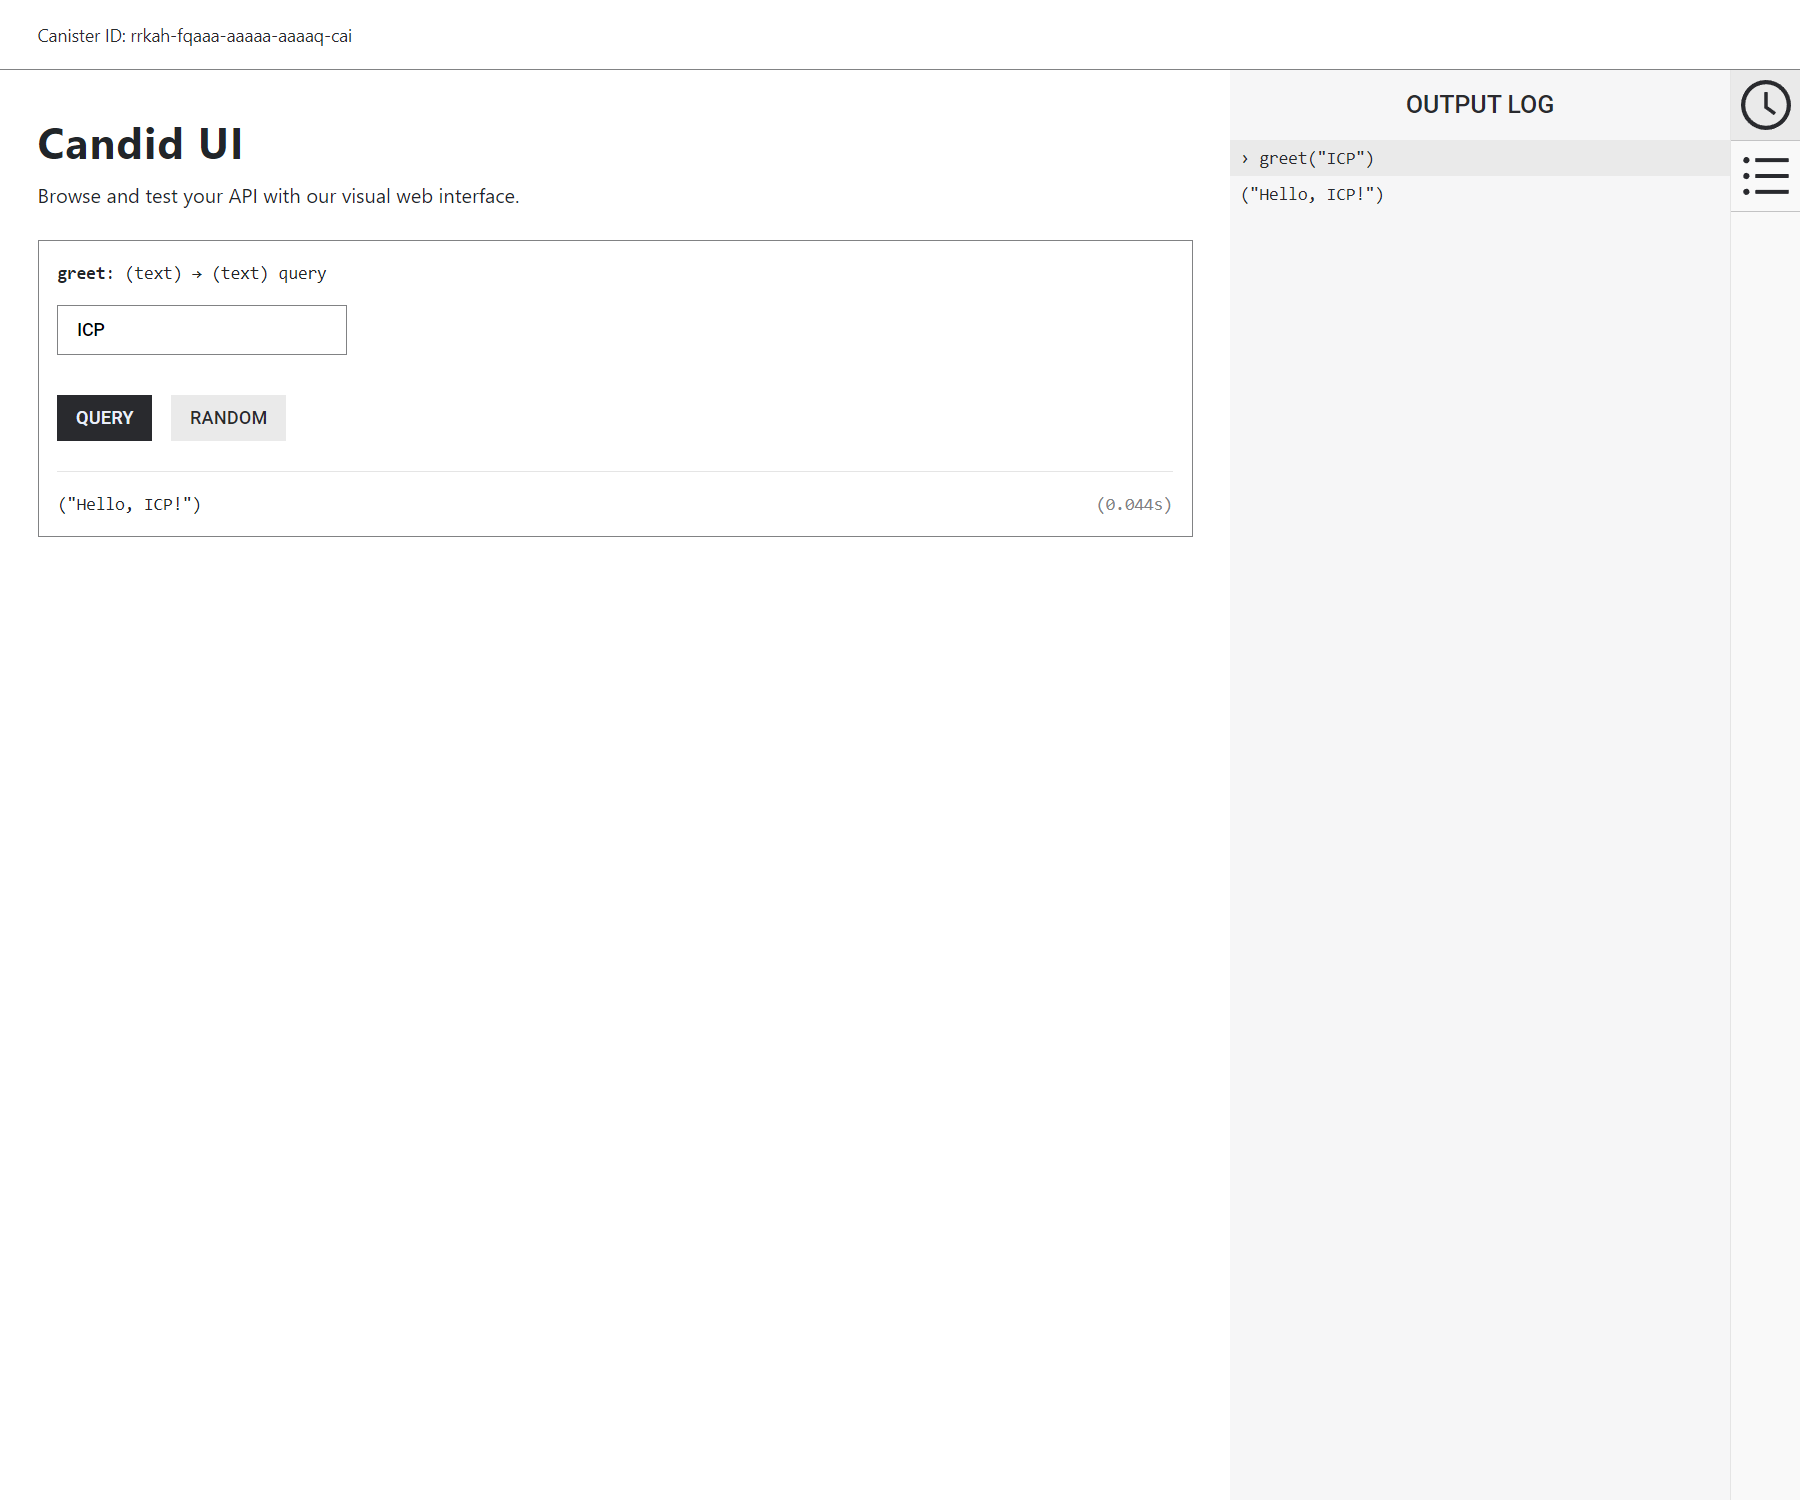 Canister ID: rrkah-fqaaa-aaaaa-aaaaq-cai
Candid UI
Browse and test your API with our visual web interface.
greet: (text) → (text) query
ICP
QUERY RANDOM
("Hello, ICP!") (0.044s)
OUTPUT LOG
› greet("ICP")
("Hello, ICP!")